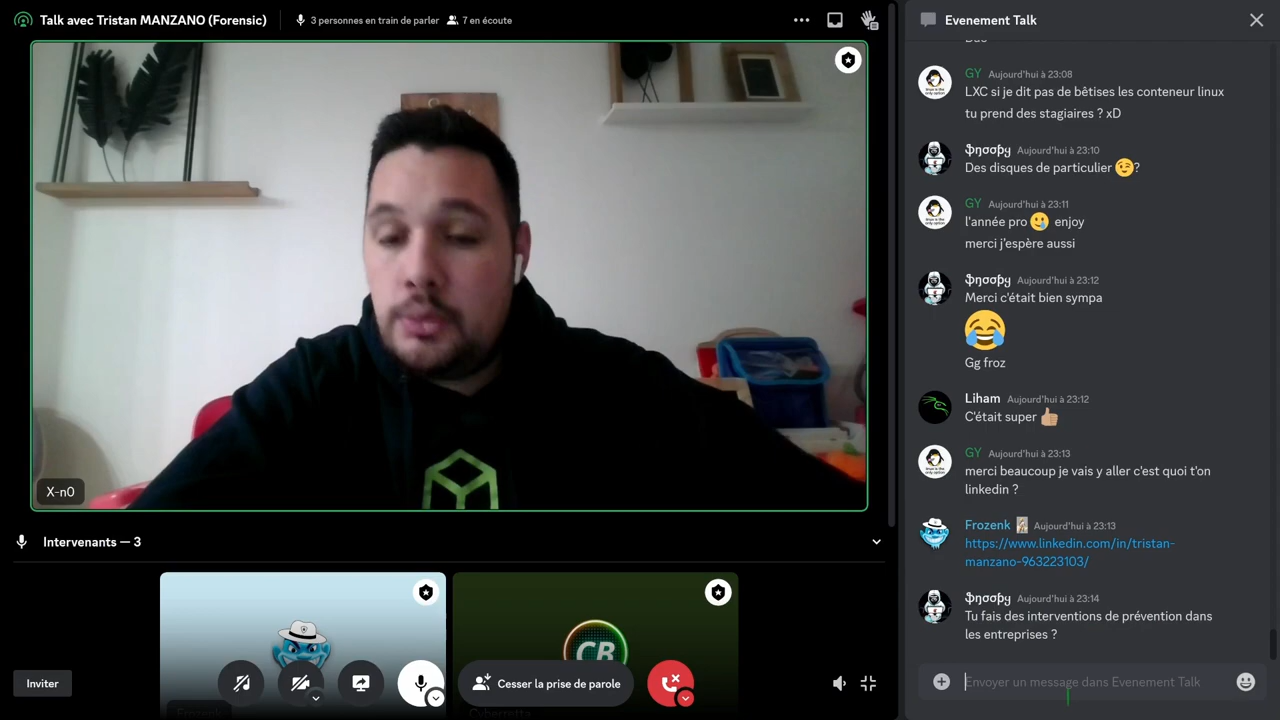 Talk avec Tristan MANZANO (Forensic)
3 personnes en train de parler
7 en écoute
X-n0
Intervenants — 3
CB
Inviter
Cesser la prise de parole
Evenement Talk
GY Aujourd'hui à 23:08
LXC si je dit pas de bêtises les conteneur linux
tu prend des stagiaires ? xD
Aujourd'hui à 23:10
Des disques de particulier 😉?
GY Aujourd'hui à 23:11
l'année pro 🥲 enjoy
merci j'espère aussi
Aujourd'hui à 23:12
Merci c'était bien sympa
😂
Gg froz
Liham Aujourd'hui à 23:12
C'était super 👍🏼
GY Aujourd'hui à 23:13
merci beaucoup je vais y aller c'est quoi t'on
linkedin ?
Frozenk Aujourd'hui à 23:13
https://www.linkedin.com/in/tristan-
manzano-963223103/
Aujourd'hui à 23:14
Tu fais des interventions de prévention dans
les entreprises ?
Envoyer un message dans Evenement Talk